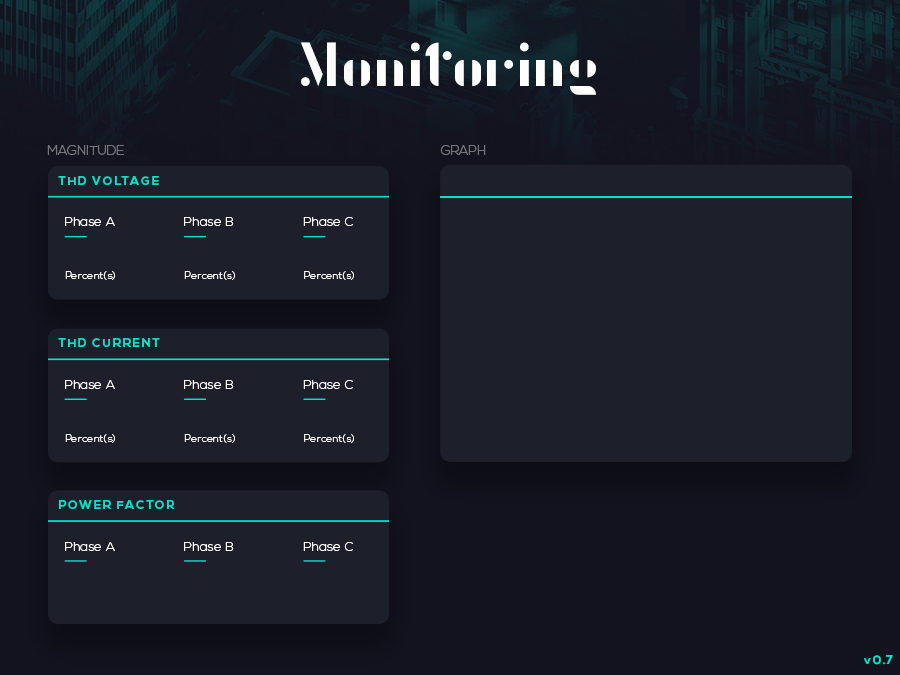 Monitoring
MAGNITUDE
THD VOLTAGE
Phase A Phase B Phase C
Percent(s) Percent(s) Percent(s)
THD CURRENT
Phase A Phase B Phase C
Percent(s) Percent(s) Percent(s)
POWER FACTOR
Phase A Phase B Phase C
GRAPH
v0.7